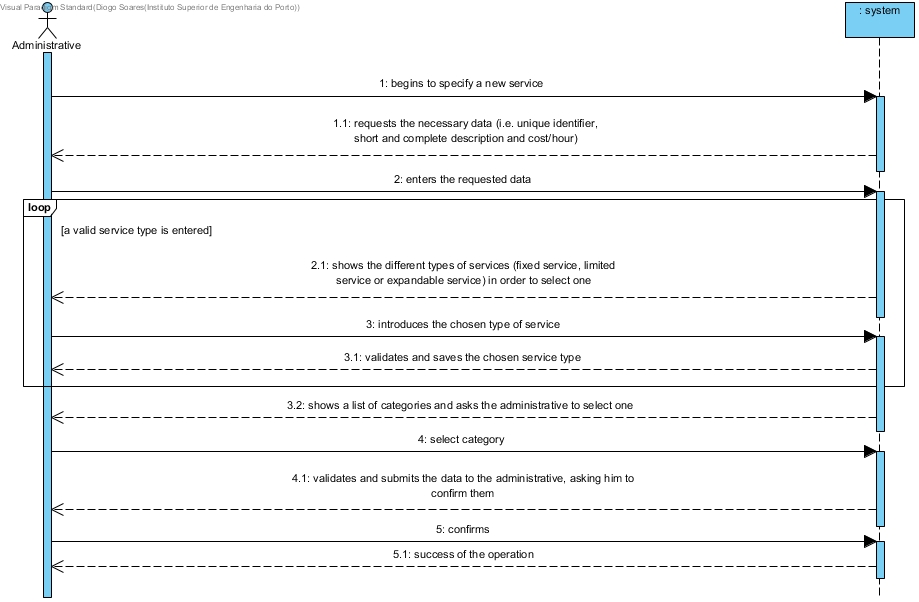 Visual Paradigm Standard(Diogo Soares(Instituto Superior de Engenharia do Porto))
: system
Administrative
1: begins to specify a new service
1.1: requests the necessary data (i.e. unique identifier,
short and complete description and cost/hour)
2: enters the requested data
loop
[a valid service type is entered]
2.1: shows the different types of services (fixed service, limited
service or expandable service) in order to select one
3: introduces the chosen type of service
3.1: validates and saves the chosen service type
3.2: shows a list of categories and asks the administrative to select one
4: select category
4.1: validates and submits the data to the administrative, asking him to
confirm them
5: confirms
5.1: success of the operation